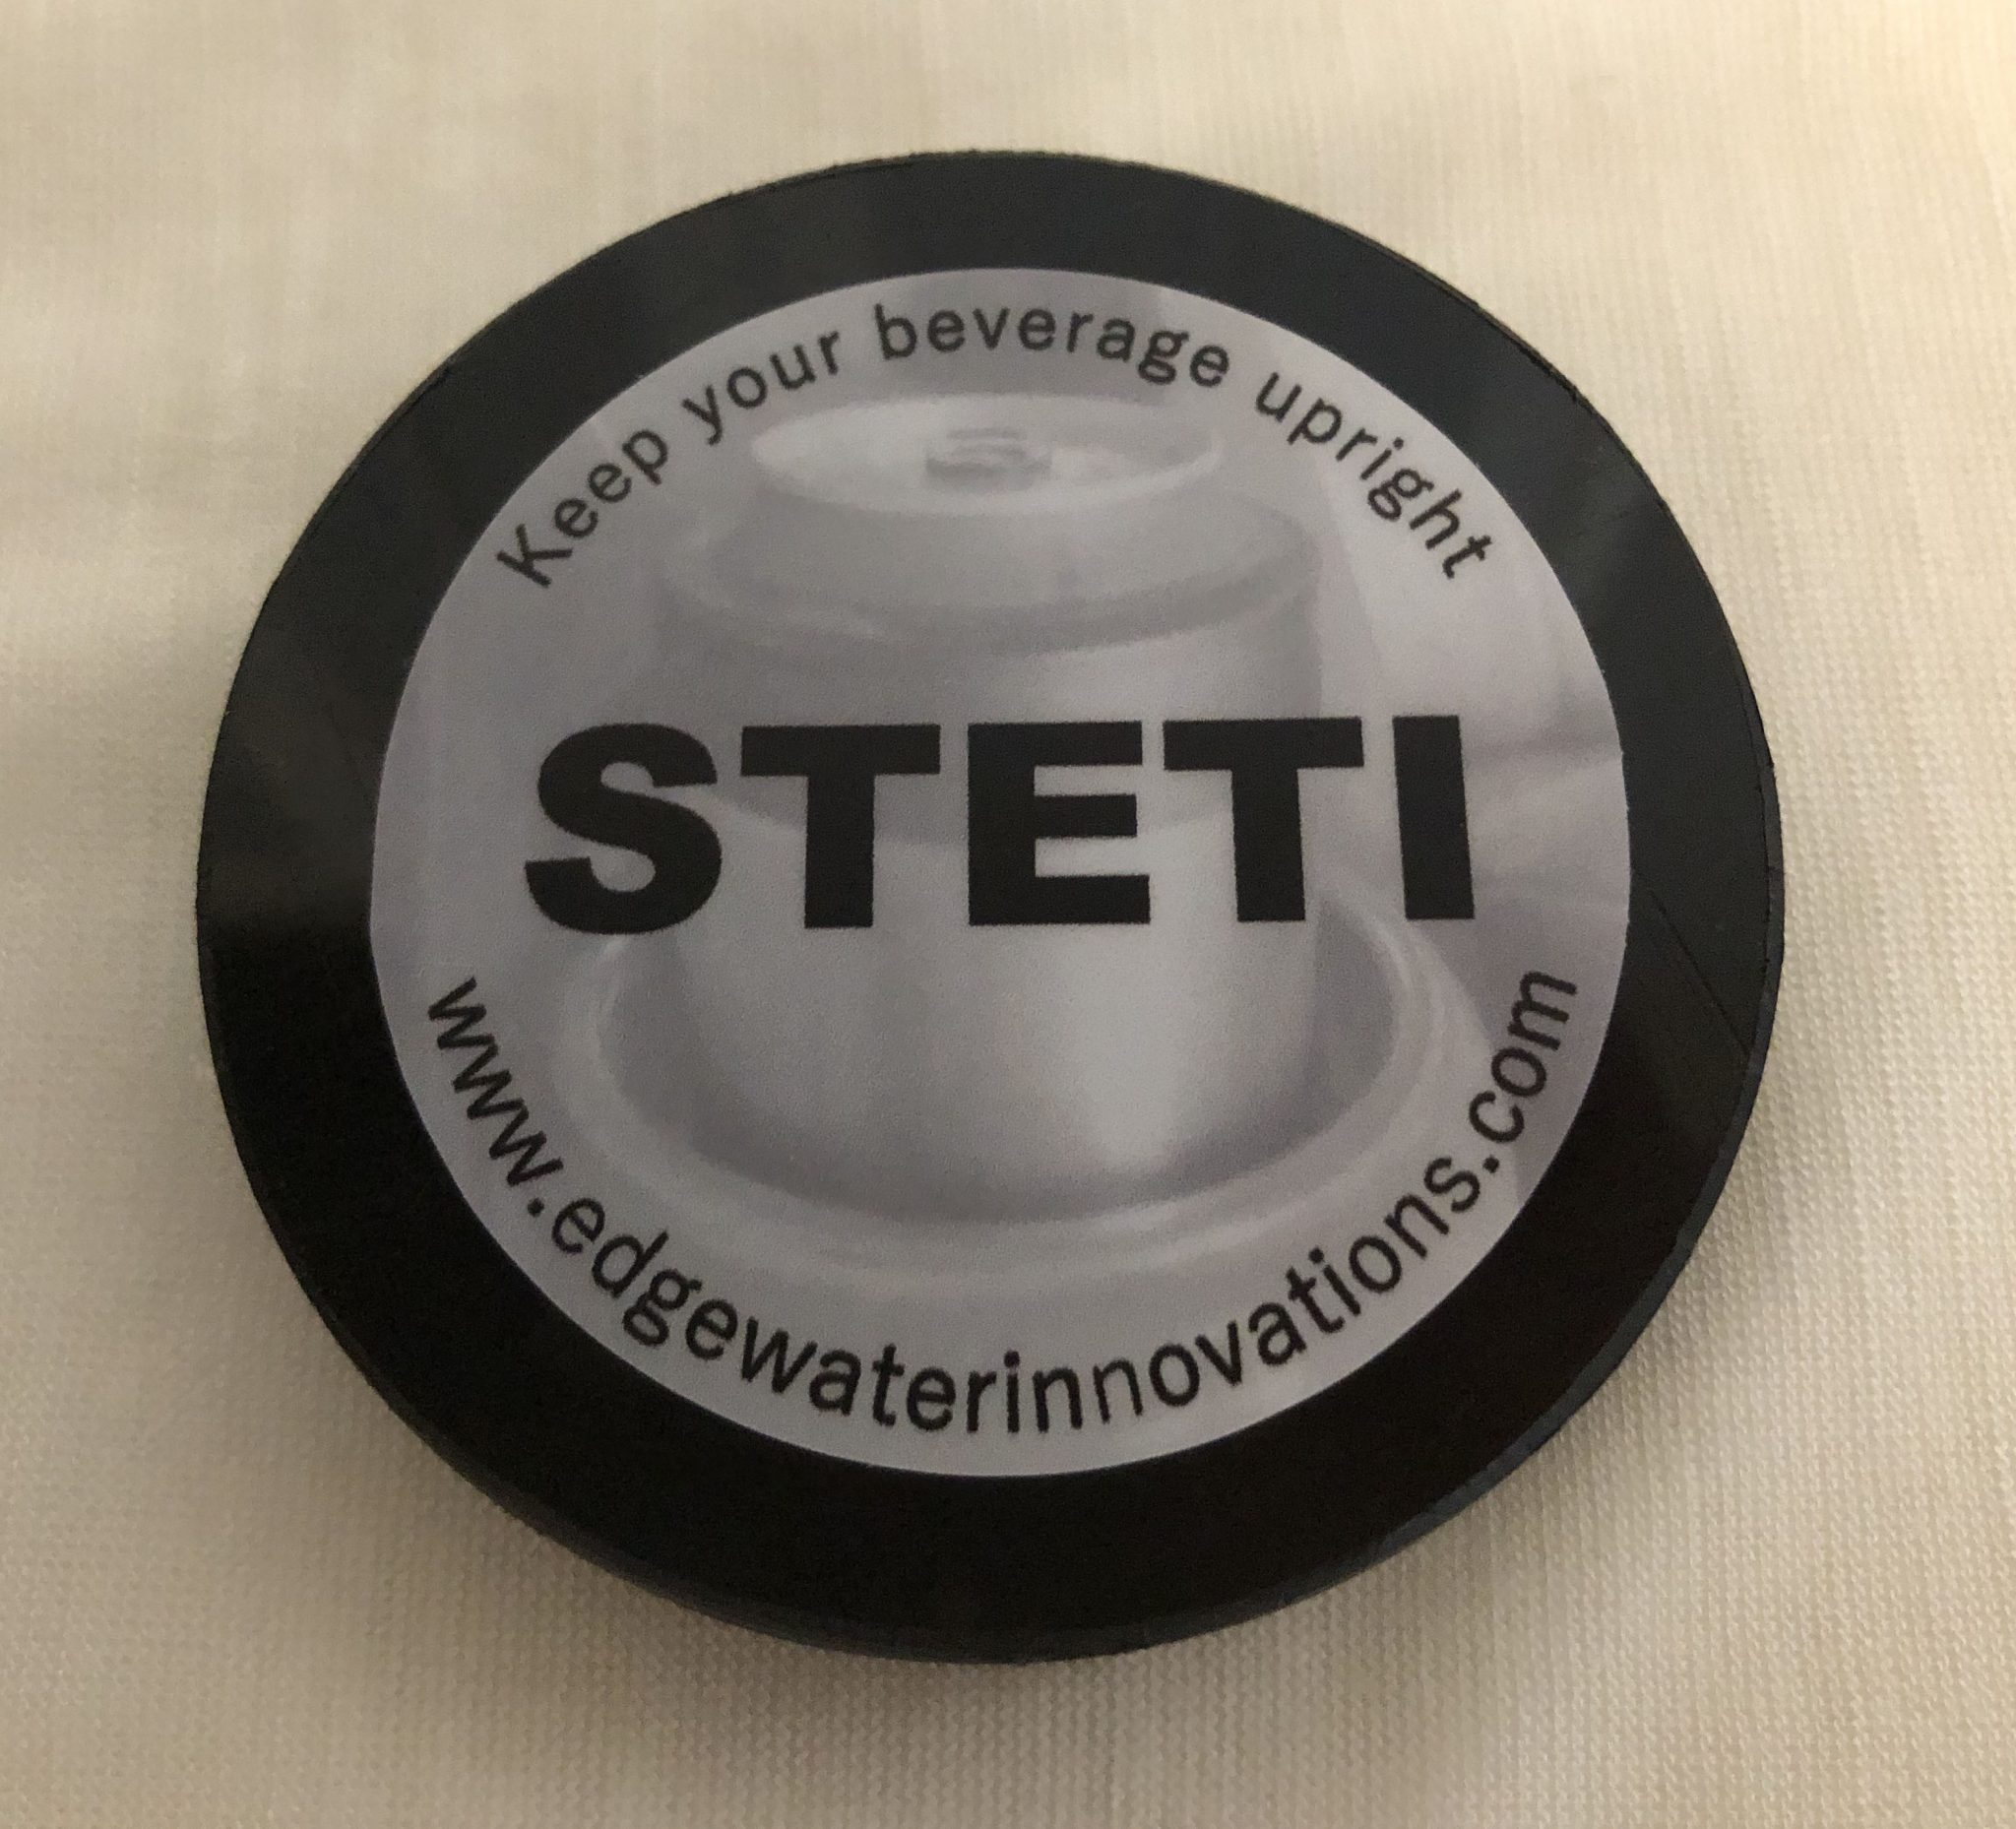 Keep your beverage upright
STETI
www.edgewaterinnovations.com